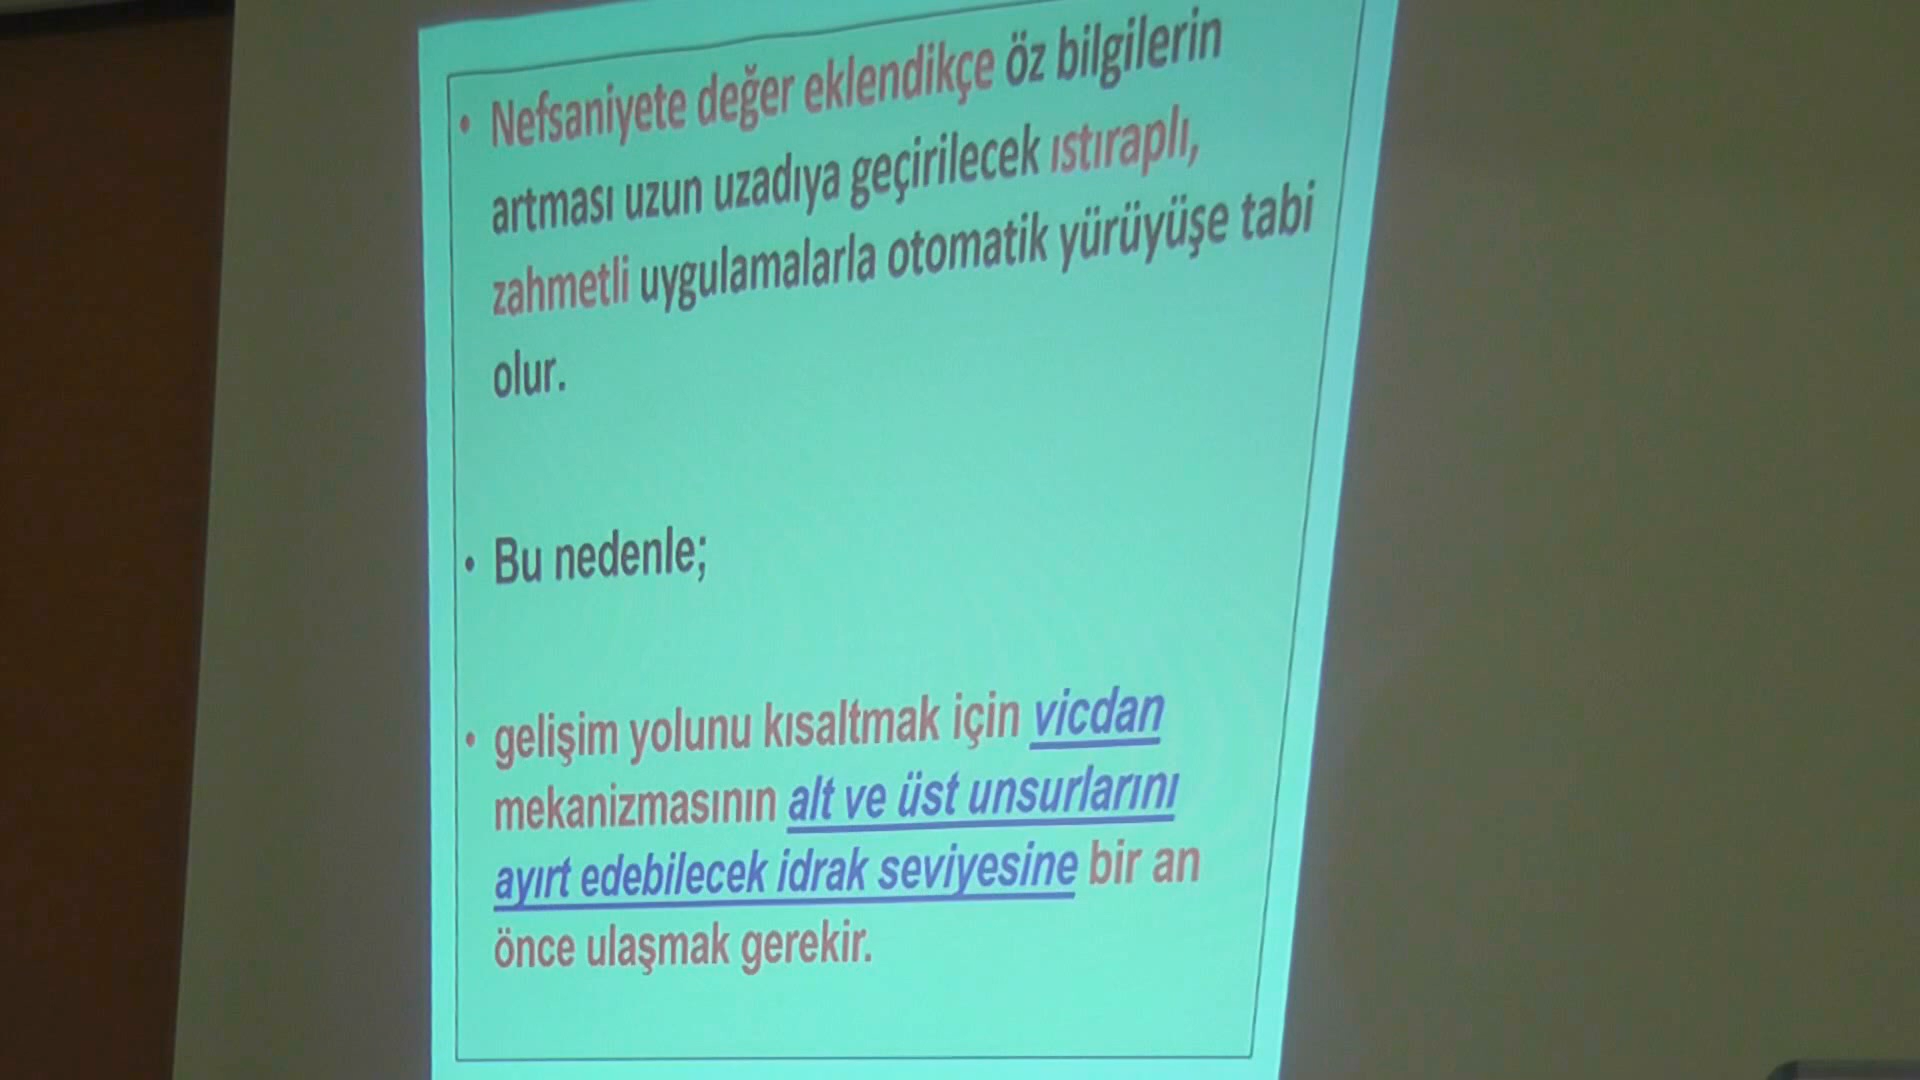 • Nefsaniyete değer eklendikçe öz bilgilerin
artması uzun uzadıya geçirilecek ıstıraplı,
zahmetli uygulamalarla otomatik yürüyüşe tabi
olur.
• Bu nedenle;
• gelişim yolunu kısaltmak için vicdan
mekanizmasının alt ve üst unsurlarını
ayırt edebilecek idrak seviyesine bir an
önce ulaşmak gerekir.